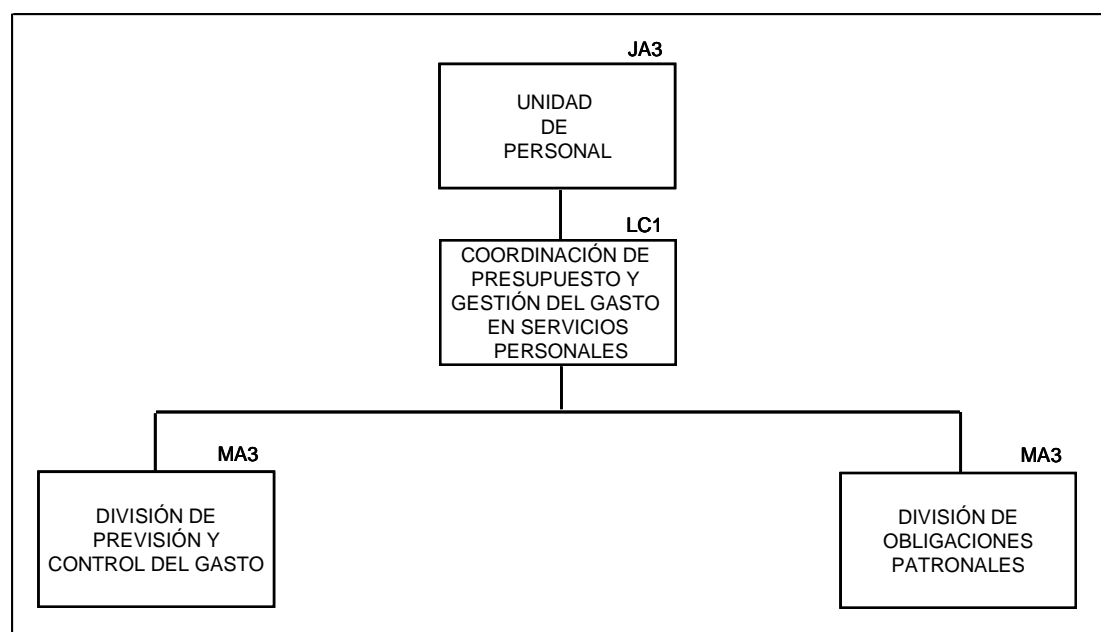 JA3
UNIDAD
DE
PERSONAL
LC1
COORDINACIÓN DE
PRESUPUESTO Y
GESTIÓN DEL GASTO
EN SERVICIOS
PERSONALES
MA3
DIVISIÓN DE
PREVISIÓN Y
CONTROL DEL GASTO
MA3
DIVISIÓN DE
OBLIGACIONES
PATRONALES